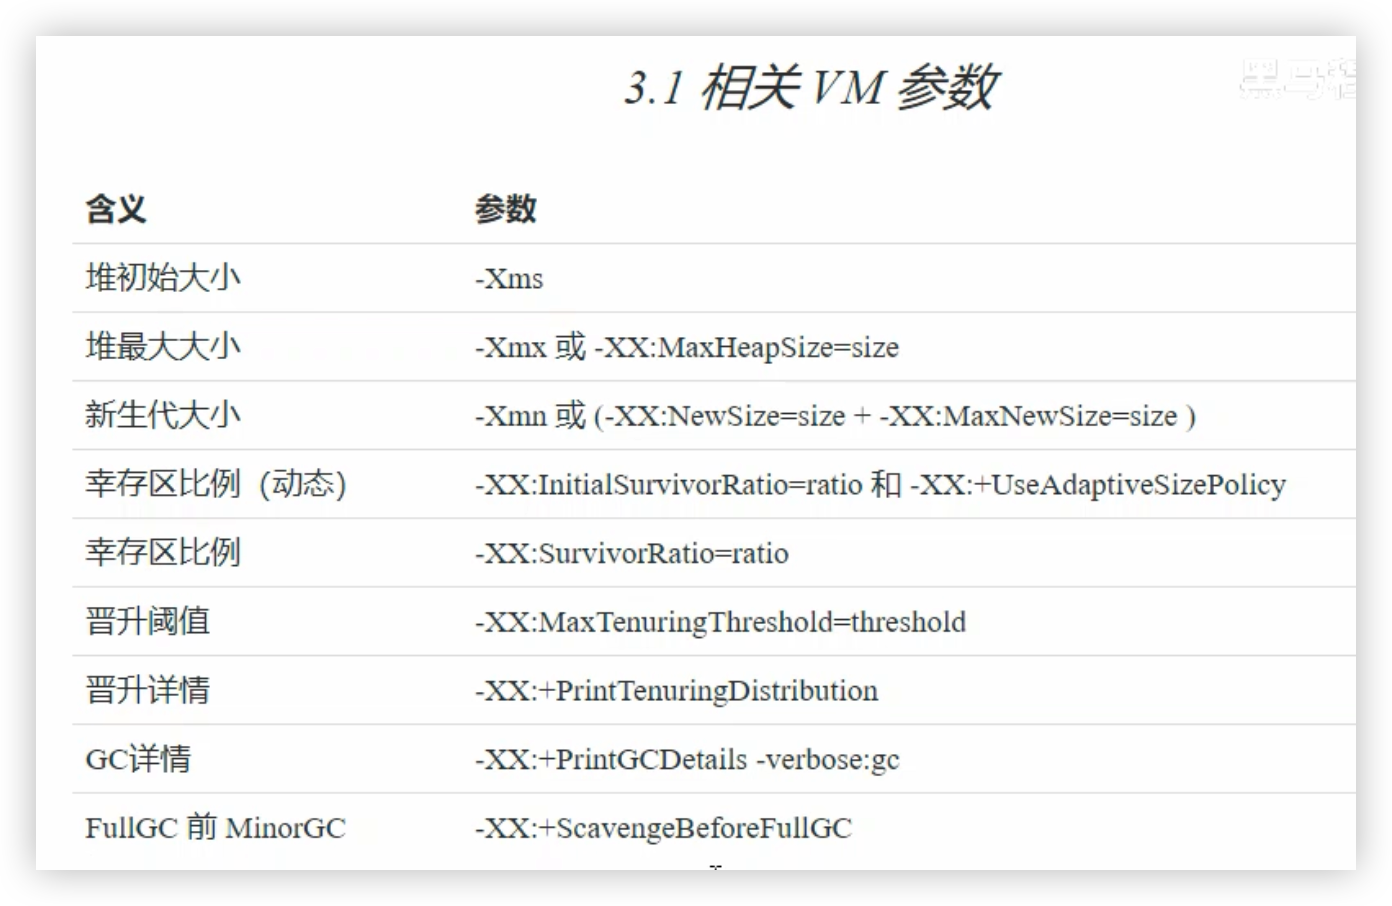 3.1 相关 VM 参数
黑马程
含义 参数
堆初始大小 -Xms
堆最大大小 -Xmx 或 -XX:MaxHeapSize=size
新生代大小 -Xmn 或 (-XX:NewSize=size + -XX:MaxNewSize=size )
幸存区比例（动态） -XX:InitialSurvivorRatio=ratio 和 -XX:+UseAdaptiveSizePolicy
幸存区比例 -XX:SurvivorRatio=ratio
晋升阈值 -XX:MaxTenuringThreshold=threshold
晋升详情 -XX:+PrintTenuringDistribution
GC详情 -XX:+PrintGCDetails -verbose:gc
FullGC 前 MinorGC -XX:+ScavengeBeforeFullGC